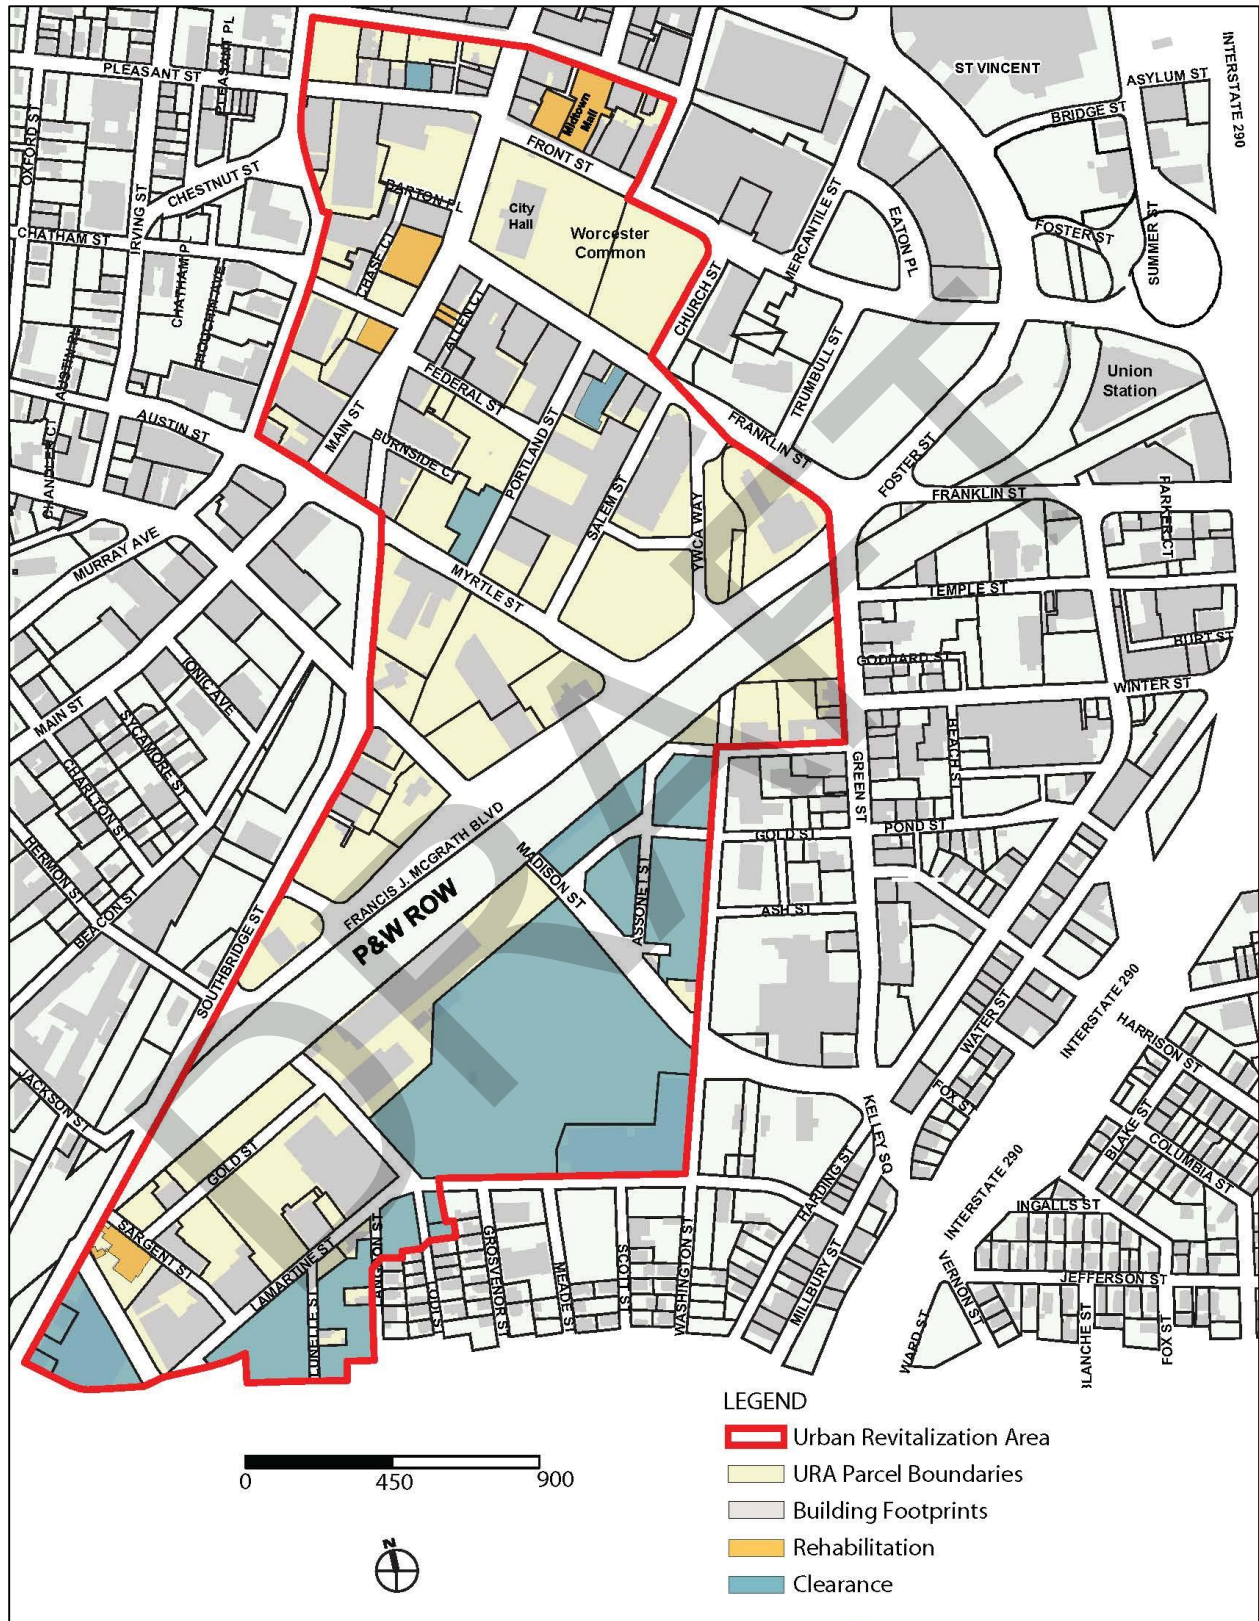 PLEASANT ST
PLEASANT PL
OXFORD ST
IRVING ST
CHESTNUT ST
CHATHAM ST
CHATHAM PL
HOUCHIN AVE
AUSTIN PL
AUSTIN ST
CHANDLER CT
MURRAY AVE
FRONT ST
Midtown
Mall
BARTON PL
CHASE CT
City
Hall
Worcester
Common
ALLEN CT
FEDERAL ST
MAIN ST
BURNSIDE CT
PORTLAND ST
SALEM ST
MYRTLE ST
YWCA WAY
CHURCH ST
MERCANTILE ST
EATON PL
TRUMBULL ST
FRANKLIN ST
FOSTER ST
ST VINCENT
BRIDGE ST
ASYLUM ST
INTERSTATE 290
FOSTER ST
SUMMER ST
Union
Station
FRANKLIN ST
PARKER CT
TEMPLE ST
BURT ST
GODDARD ST
WINTER ST
BEACH S
GREEN ST
POND ST
GOLD ST
ASH ST
ASSONET ST
MADISON ST
FRANCIS J. MCGRATH BLVD
P&W ROW
MAIN ST
IONIC AVE
SYCAMORE ST
CHARLTON ST
HERMON ST
BEACON ST
SOUTHBRIDGE ST
JACKSON ST
GOLD ST
SARGENT ST
LAMARTINE ST
LUNELLE ST
LANGDON ST
TODD S
GROSVENOR S
MEADE S
SCOTT S
WASHINGTON ST
HARDING ST
MILLBURY ST
KELLEY SQ
WATER ST
FOX ST
INTERSTATE 290
INTERSTATE 290
HARRISON ST
BLAKE ST
COLUMBIA ST
INGALLS ST
JEFFERSON ST
VERNON ST
WARD ST
BLANCHE ST
FOX ST
DRAFT
0 450 900
N
LEGEND
Urban Revitalization Area
URA Parcel Boundaries
Building Footprints
Rehabilitation
Clearance